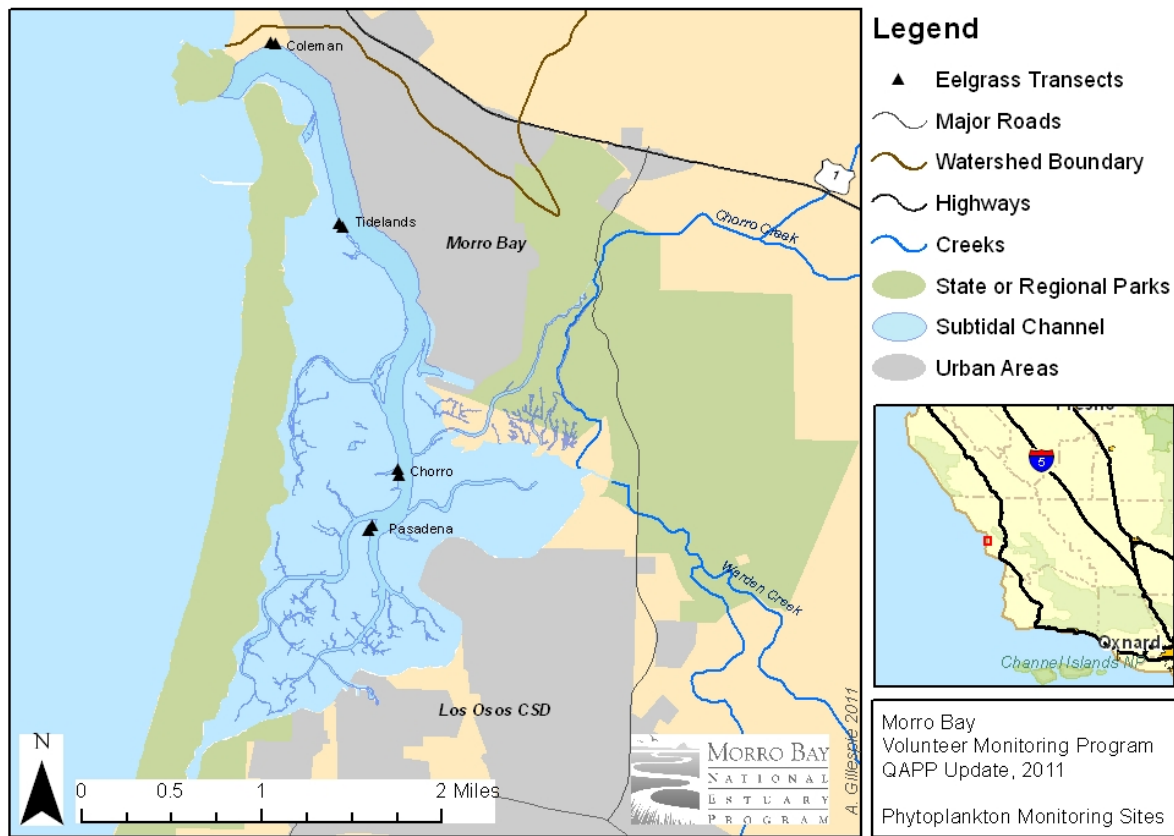 Coleman
Tidelands
Morro Bay
Chorro Creek
1
Chorro
Pasadena
Warden Creek
Los Osos CSD
N
0 0.5 1 2 Miles
MORRO BAY
NATIONAL
ESTUARY
PROGRAM
A. Gillespie 2011
Legend
Eelgrass Transects
Major Roads
Watershed Boundary
Highways
Creeks
State or Regional Parks
Subtidal Channel
Urban Areas
Fresno
5
Oxnard
Channel Islands NP
Morro Bay
Volunteer Monitoring Program
QAPP Update, 2011
Phytoplankton Monitoring Sites